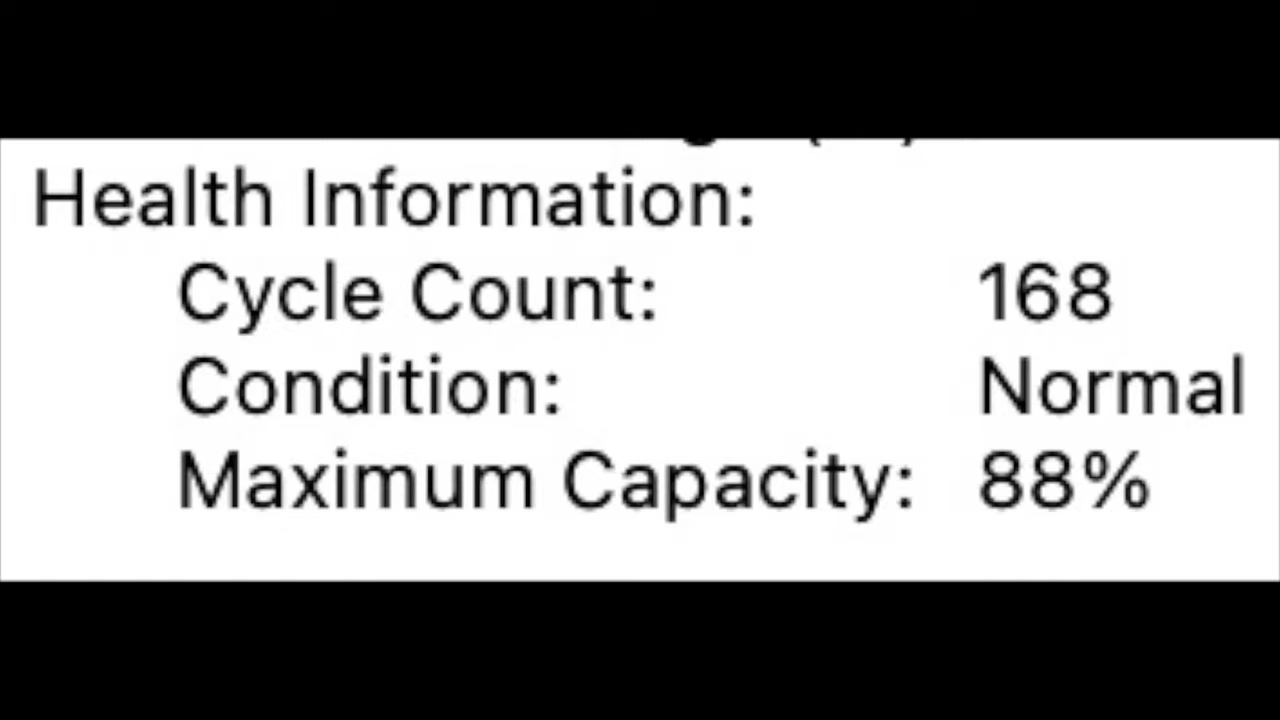 Health Information:
Cycle Count: 168
Condition: Normal
Maximum Capacity: 88%